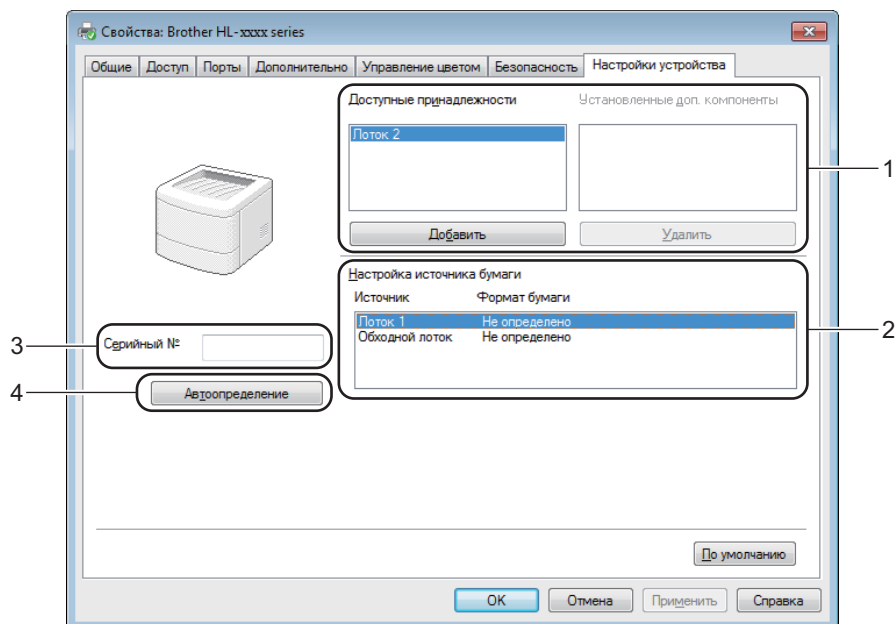 Свойства: Brother HL-xxxx series
Общие Доступ Порты Дополнительно Управление цветом Безопасность Настройки устройства
Доступные принадлежности Установленные доп. компоненты
Лоток 2
1
Добавить Удалить
Настройка источника бумаги
Источник Формат бумаги
Лоток 1 Не определено
Обходной лоток Не определено
2
3
Серийный №
4
Автоопределение
По умолчанию
OK Отмена Применить Справка